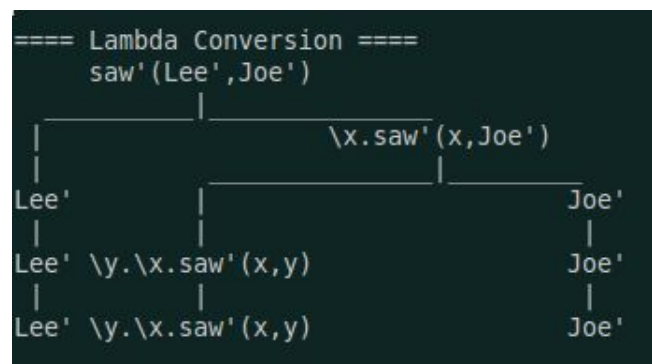 ==== Lambda Conversion ====
saw'(Lee',Joe')
\x.saw'(x,Joe')
Lee' Joe'
Lee' \y.\x.saw'(x,y) Joe'
Lee' \y.\x.saw'(x,y) Joe'